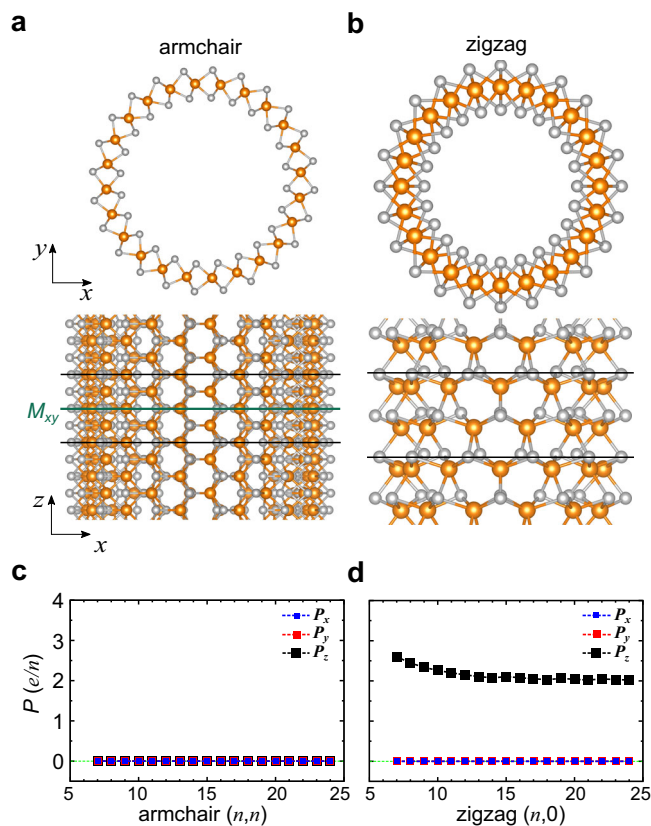 a
armchair
b
zigzag
y
x
M_xy
z
x
c
d
4
3
2
1
0
P (e/n)
P_x
P_y
P_z
P_x
P_y
P_z
5 10 15 20 25
5 10 15 20 25
armchair (n,n)
zigzag (n,0)